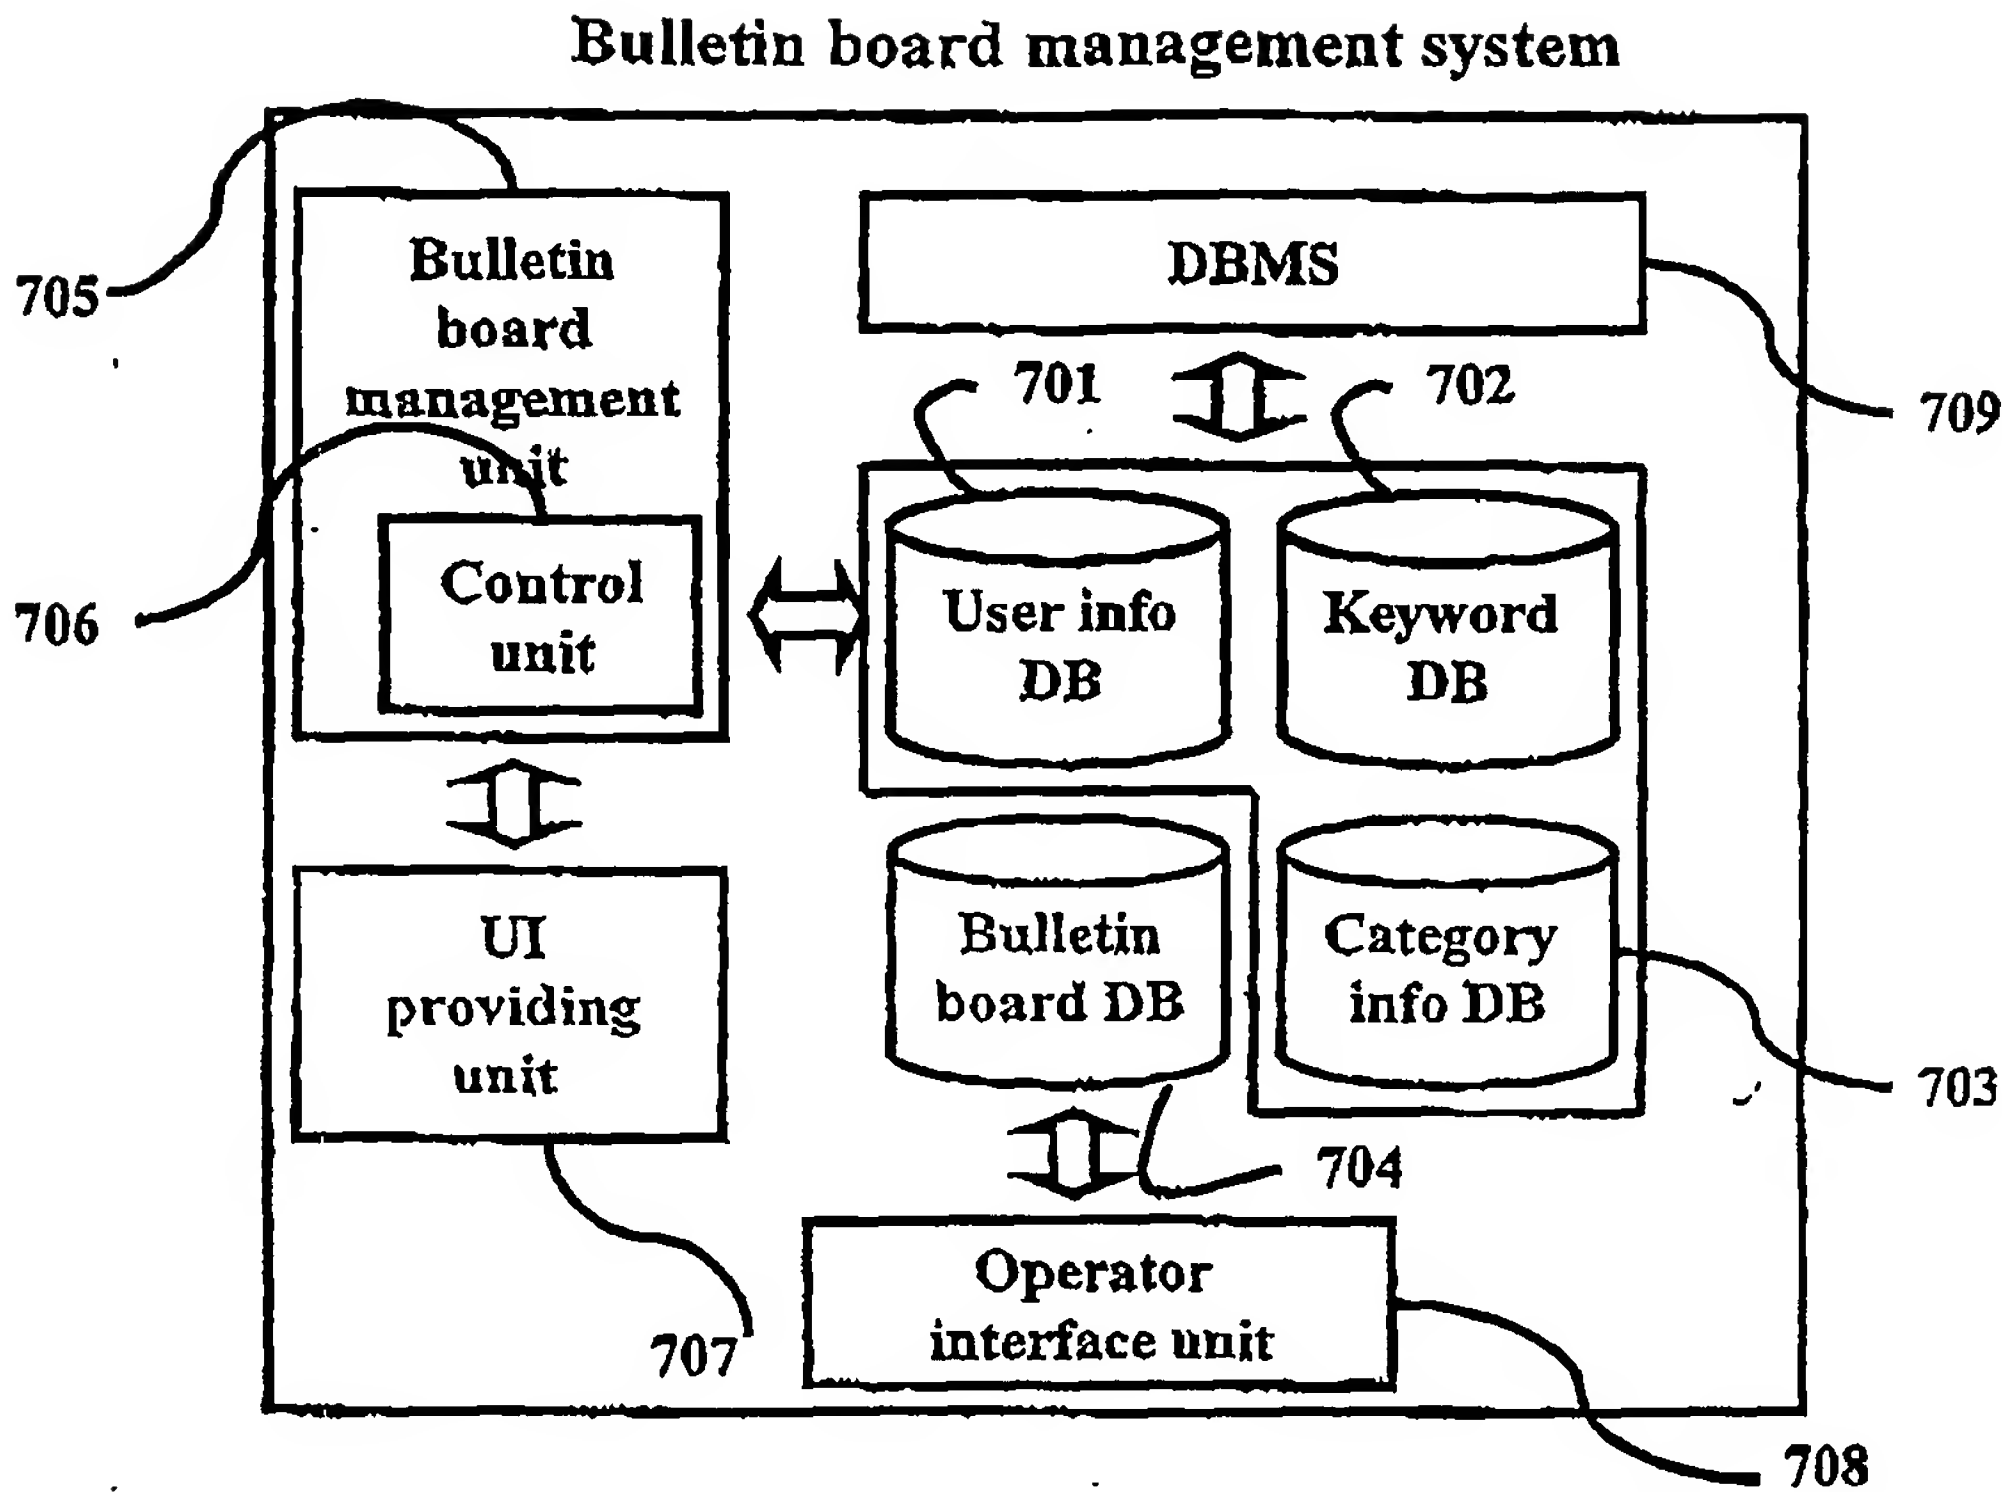 Bulletin board management system
705
Bulletin
board
management
unit
706
Control
unit
DBMS
709
701
702
User info
DB
Keyword
DB
UI
providing
unit
707
Bulletin
board DB
Category
info DB
703
704
Operator
interface unit
708